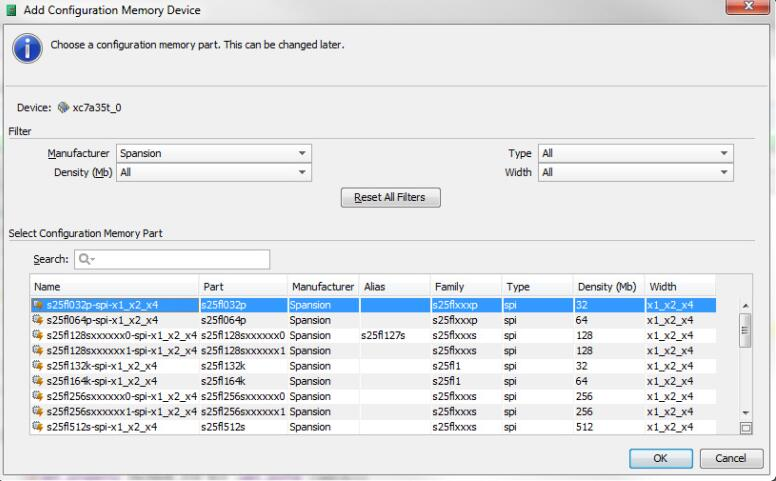 Add Configuration Memory Device
Choose a configuration memory part. This can be changed later.
Device: xc7a35t_0
Filter
Manufacturer Spansion Type All
Density (Mb) All Width All
Reset All Filters
Select Configuration Memory Part
Search:
Name Part Manufacturer Alias Family Type Density (Mb) Width
s25fl032p-spi-x1_x2_x4 s25fl032p Spansion s25flxxxp spi 32 x1_x2_x4
s25fl064p-spi-x1_x2_x4 s25fl064p Spansion s25flxxxp spi 64 x1_x2_x4
s25fl128sxxxxxx0-spi-x1_x2_x4 s25fl128sxxxxxx0 Spansion s25fl127s s25flxxxs spi 128 x1_x2_x4
s25fl128sxxxxxx1-spi-x1_x2_x4 s25fl128sxxxxxx1 Spansion s25flxxxs spi 128 x1_x2_x4
s25fl132k-spi-x1_x2_x4 s25fl132k Spansion s25fl1 spi 32 x1_x2_x4
s25fl164k-spi-x1_x2_x4 s25fl164k Spansion s25fl1 spi 64 x1_x2_x4
s25fl256sxxxxxx0-spi-x1_x2_x4 s25fl256sxxxxxx0 Spansion s25flxxxs spi 256 x1_x2_x4
s25fl256sxxxxxx1-spi-x1_x2_x4 s25fl256sxxxxxx1 Spansion s25flxxxs spi 256 x1_x2_x4
s25fl512s-spi-x1_x2_x4 s25fl512s Spansion s25flxxxs spi 512 x1_x2_x4
OK Cancel